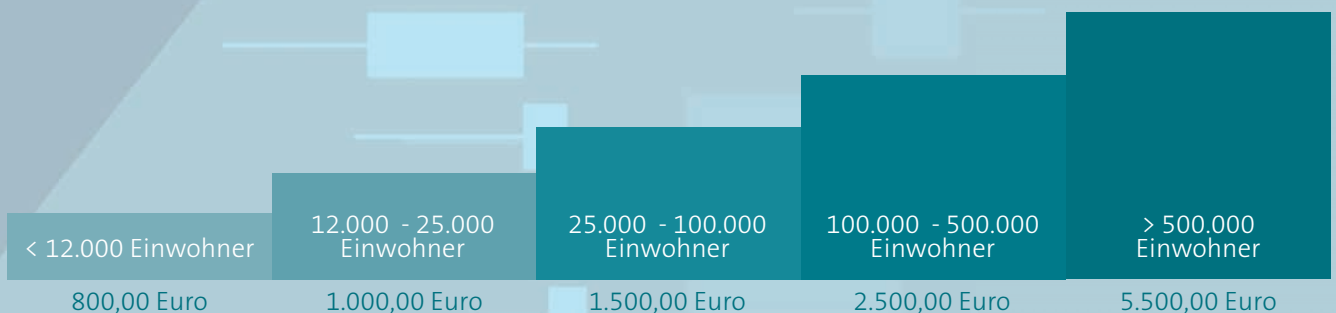 < 12.000 Einwohner
12.000 - 25.000
Einwohner
25.000 - 100.000
Einwohner
100.000 - 500.000
Einwohner
> 500.000
Einwohner
800,00 Euro
1.000,00 Euro
1.500,00 Euro
2.500,00 Euro
5.500,00 Euro